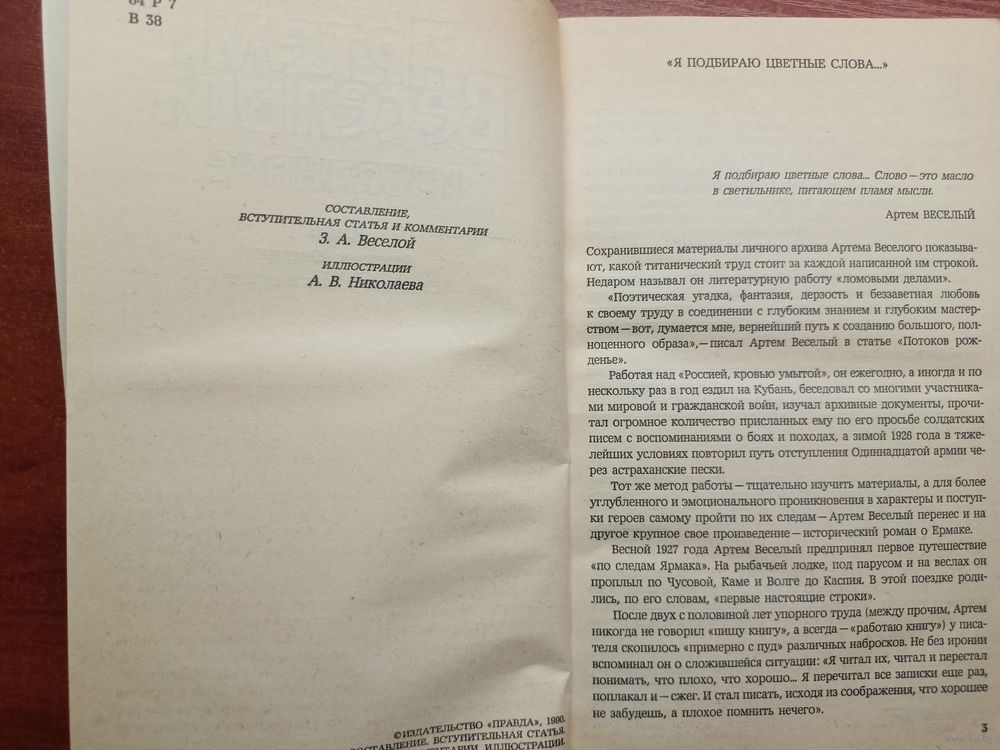 84 Р 7
В 38
СОСТАВЛЕНИЕ,
ВСТУПИТЕЛЬНАЯ СТАТЬЯ И КОММЕНТАРИИ
З. А. Веселой
ИЛЛЮСТРАЦИИ
А. В. Николаева
©ИЗДАТЕЛЬСТВО «ПРАВДА», 1990.
СОСТАВЛЕНИЕ. ВСТУПИТЕЛЬНАЯ СТАТЬЯ.
ИЛЛЮСТРАЦИИ.
«Я ПОДБИРАЮ ЦВЕТНЫЕ СЛОВА...»
Я подбираю цветные слова... Слово — это масло
в светильнике, питающем пламя мысли.
Артем ВЕСЕЛЫЙ
Сохранившиеся материалы личного архива Артема Веселого показыва-
ют, какой титанический труд стоит за каждой написанной им строкой.
Недаром называл он литературную работу «ломовыми делами».
«Поэтическая угадка, фантазия, дерзость и беззаветная любовь
к своему труду в соединении с глубоким знанием и глубоким мастер-
ством — вот, думается мне, вернейший путь к созданию большого, пол-
ноценного образа»,— писал Артем Веселый в статье «Потоков рож-
денье».
Работая над «Россией, кровью умытой», он ежегодно, а иногда и по
нескольку раз в год ездил на Кубань, беседовал со многими участника-
ми мировой и гражданской войн, изучал архивные документы, прочи-
тал огромное количество присланных ему по его просьбе солдатских
писем с воспоминаниями о боях и походах, а зимой 1926 года в тяже-
лейших условиях повторил путь отступления Одиннадцатой армии че-
рез астраханские пески.
Тот же метод работы — тщательно изучить материалы, а для более
углубленного и эмоционального проникновения в характеры и поступ-
ки героев самому пройти по их следам — Артем Веселый перенес и на
другое крупное свое произведение — исторический роман о Ермаке.
Весной 1927 года Артем Веселый предпринял первое путешествие
«по следам Ярмака». На рыбачьей лодке, под парусом и на веслах он
проплыл по Чусовой, Каме и Волге до Каспия. В этой поездке роди-
лись, по его словам, «первые настоящие строки».
После двух с половиной лет упорного труда (между прочим, Артем
никогда не говорил «пишу книгу», а всегда — «работаю книгу») у писа-
теля скопилось «примерно с пуд» различных набросков. Не без иронии
вспоминал он о сложившейся ситуации: «Я читал их, читал и перестал
понимать, что плохо, что хорошо... Я перечитал все записки еще раз,
поплакал и — сжег. И стал писать, исходя из соображения, что хорошее
не забудешь, а плохое помнить нечего».
3